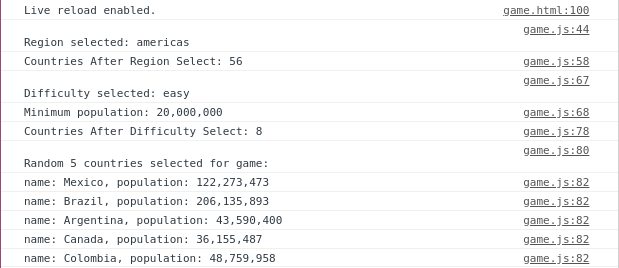 Live reload enabled. game.html:100
game.js:44
Region selected: americas
Countries After Region Select: 56 game.js:58
game.js:67
Difficulty selected: easy
Minimum population: 20,000,000 game.js:68
Countries After Difficulty Select: 8 game.js:78
game.js:80
Random 5 countries selected for game:
name: Mexico, population: 122,273,473 game.js:82
name: Brazil, population: 206,135,893 game.js:82
name: Argentina, population: 43,590,400 game.js:82
name: Canada, population: 36,155,487 game.js:82
name: Colombia, population: 48,759,958 game.js:82